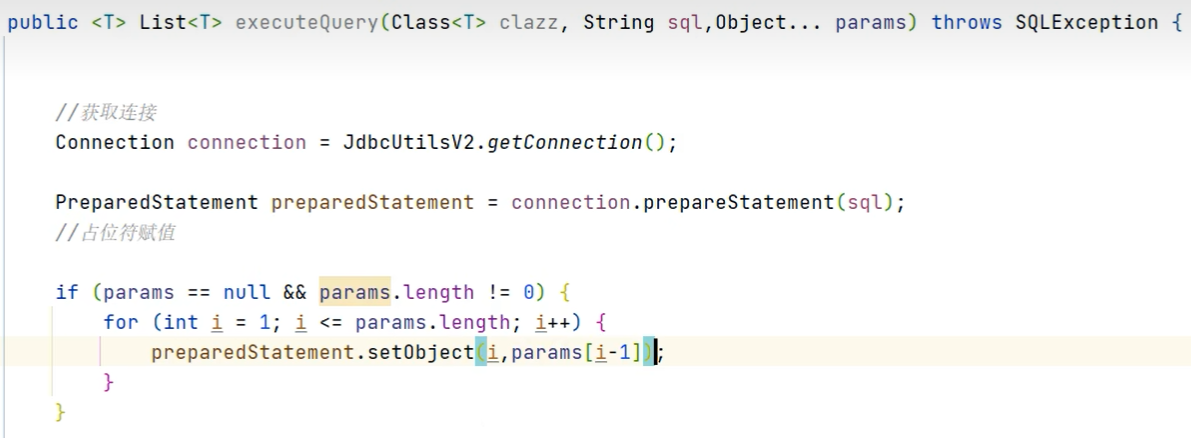 public <T> List<T> executeQuery(Class<T> clazz, String sql,Object... params) throws SQLException {
//获取连接
Connection connection = JdbcUtilsV2.getConnection();
PreparedStatement preparedStatement = connection.prepareStatement(sql);
//占位符赋值
if (params == null && params.length != 0) {
for (int i = 1; i <= params.length; i++) {
preparedStatement.setObject(i,params[i-1]);
}
}